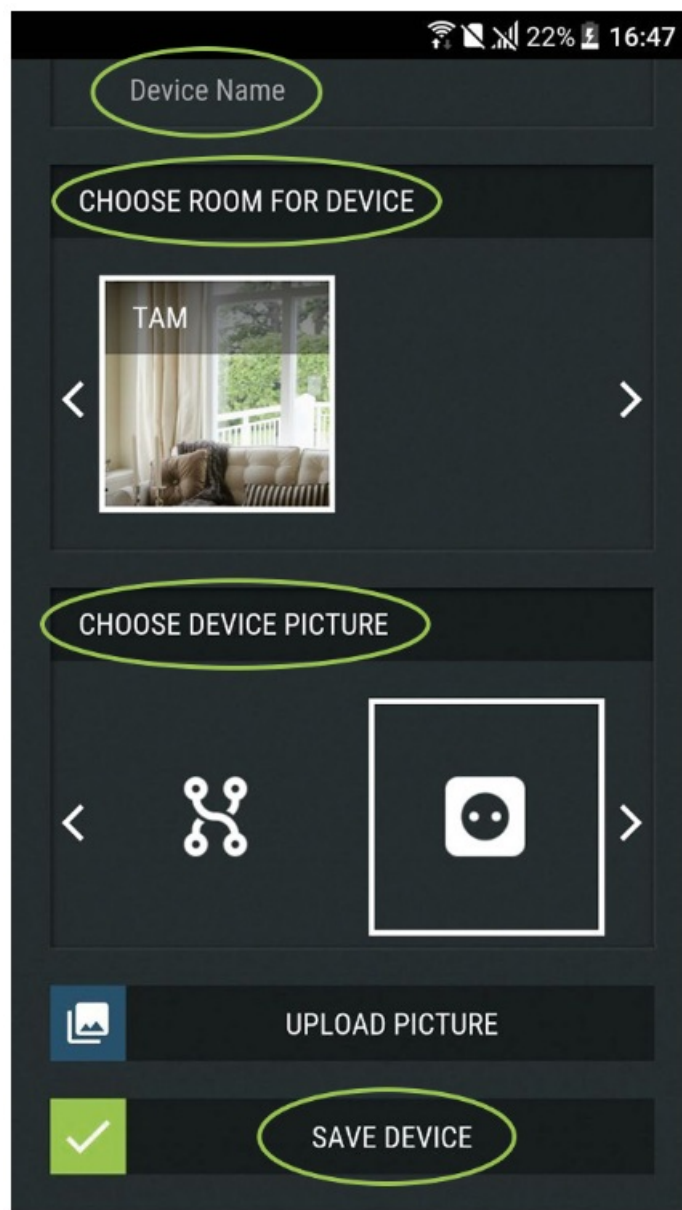 22% 16:47
Device Name
CHOOSE ROOM FOR DEVICE
TAM
CHOOSE DEVICE PICTURE
UPLOAD PICTURE
SAVE DEVICE